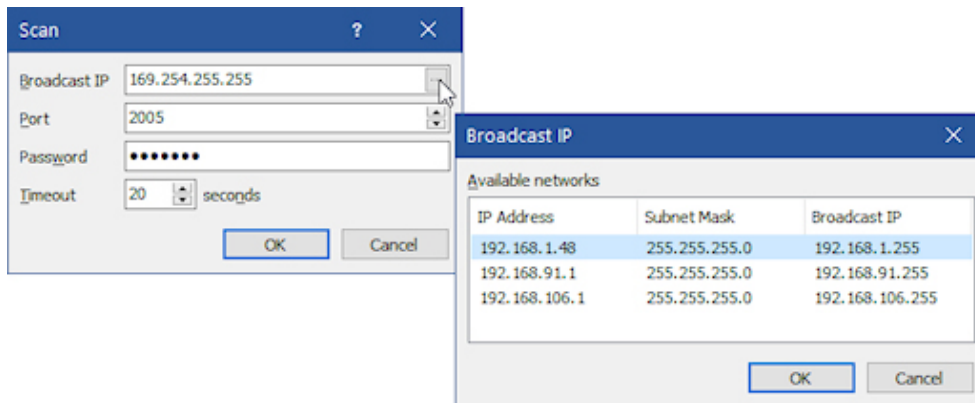 Scan ? ×
Broadcast IP 169.254.255.255 ...
Port 2005
Password •••••••
Timeout 20 seconds
OK Cancel
Broadcast IP ×
Available networks
IP Address Subnet Mask Broadcast IP
192.168.1.48 255.255.255.0 192.168.1.255
192.168.91.1 255.255.255.0 192.168.91.255
192.168.106.1 255.255.255.0 192.168.106.255
OK Cancel